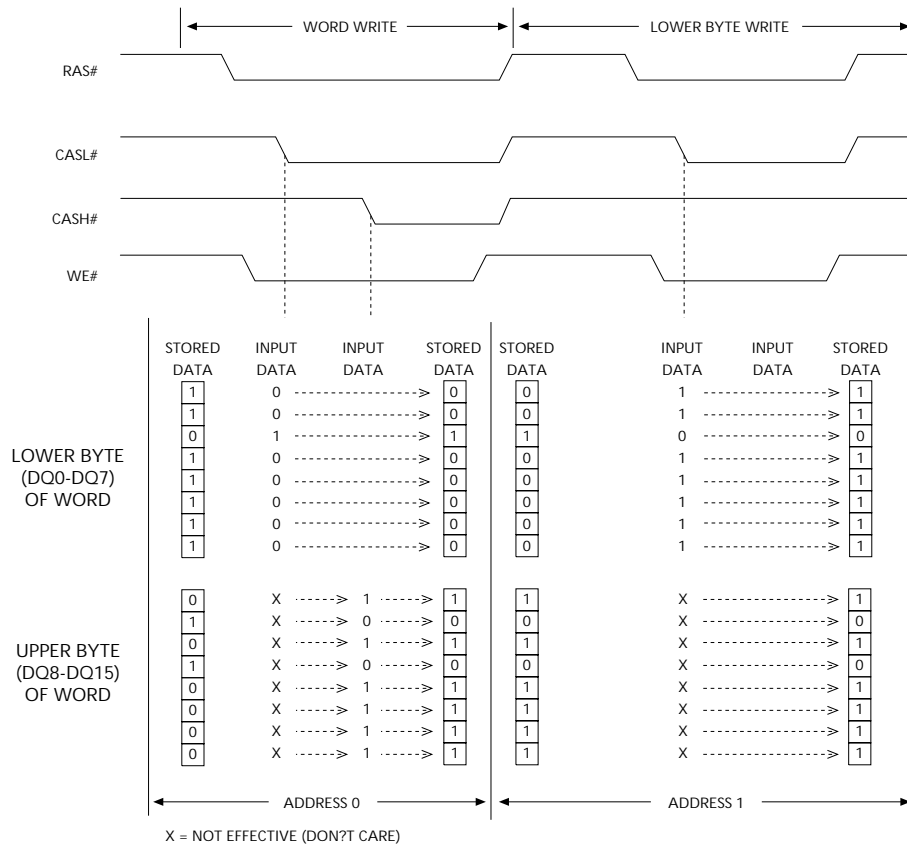 WORD WRITE LOWER BYTE WRITE
RAS#
CASL#
CASH#
WE#
STORED INPUT INPUT STORED STORED INPUT INPUT STORED
DATA DATA DATA DATA DATA DATA DATA DATA
1 0 0 0 1 1
1 0 0 0 1 1
0 1 1 1 0 0
1 0 0 0 1 1
1 0 0 0 1 1
1 0 0 0 1 1
1 0 0 0 1 1
1 0 0 0 1 1
LOWER BYTE
(DQ0-DQ7)
OF WORD
0 X 1 1 1 X 1
1 X 0 0 0 X 0
0 X 1 1 1 X 1
1 X 0 0 0 X 0
0 X 1 1 1 X 1
0 X 1 1 1 X 1
0 X 1 1 1 X 1
0 X 1 1 1 X 1
UPPER BYTE
(DQ8-DQ15)
OF WORD
ADDRESS 0 ADDRESS 1
X = NOT EFFECTIVE (DON?T CARE)